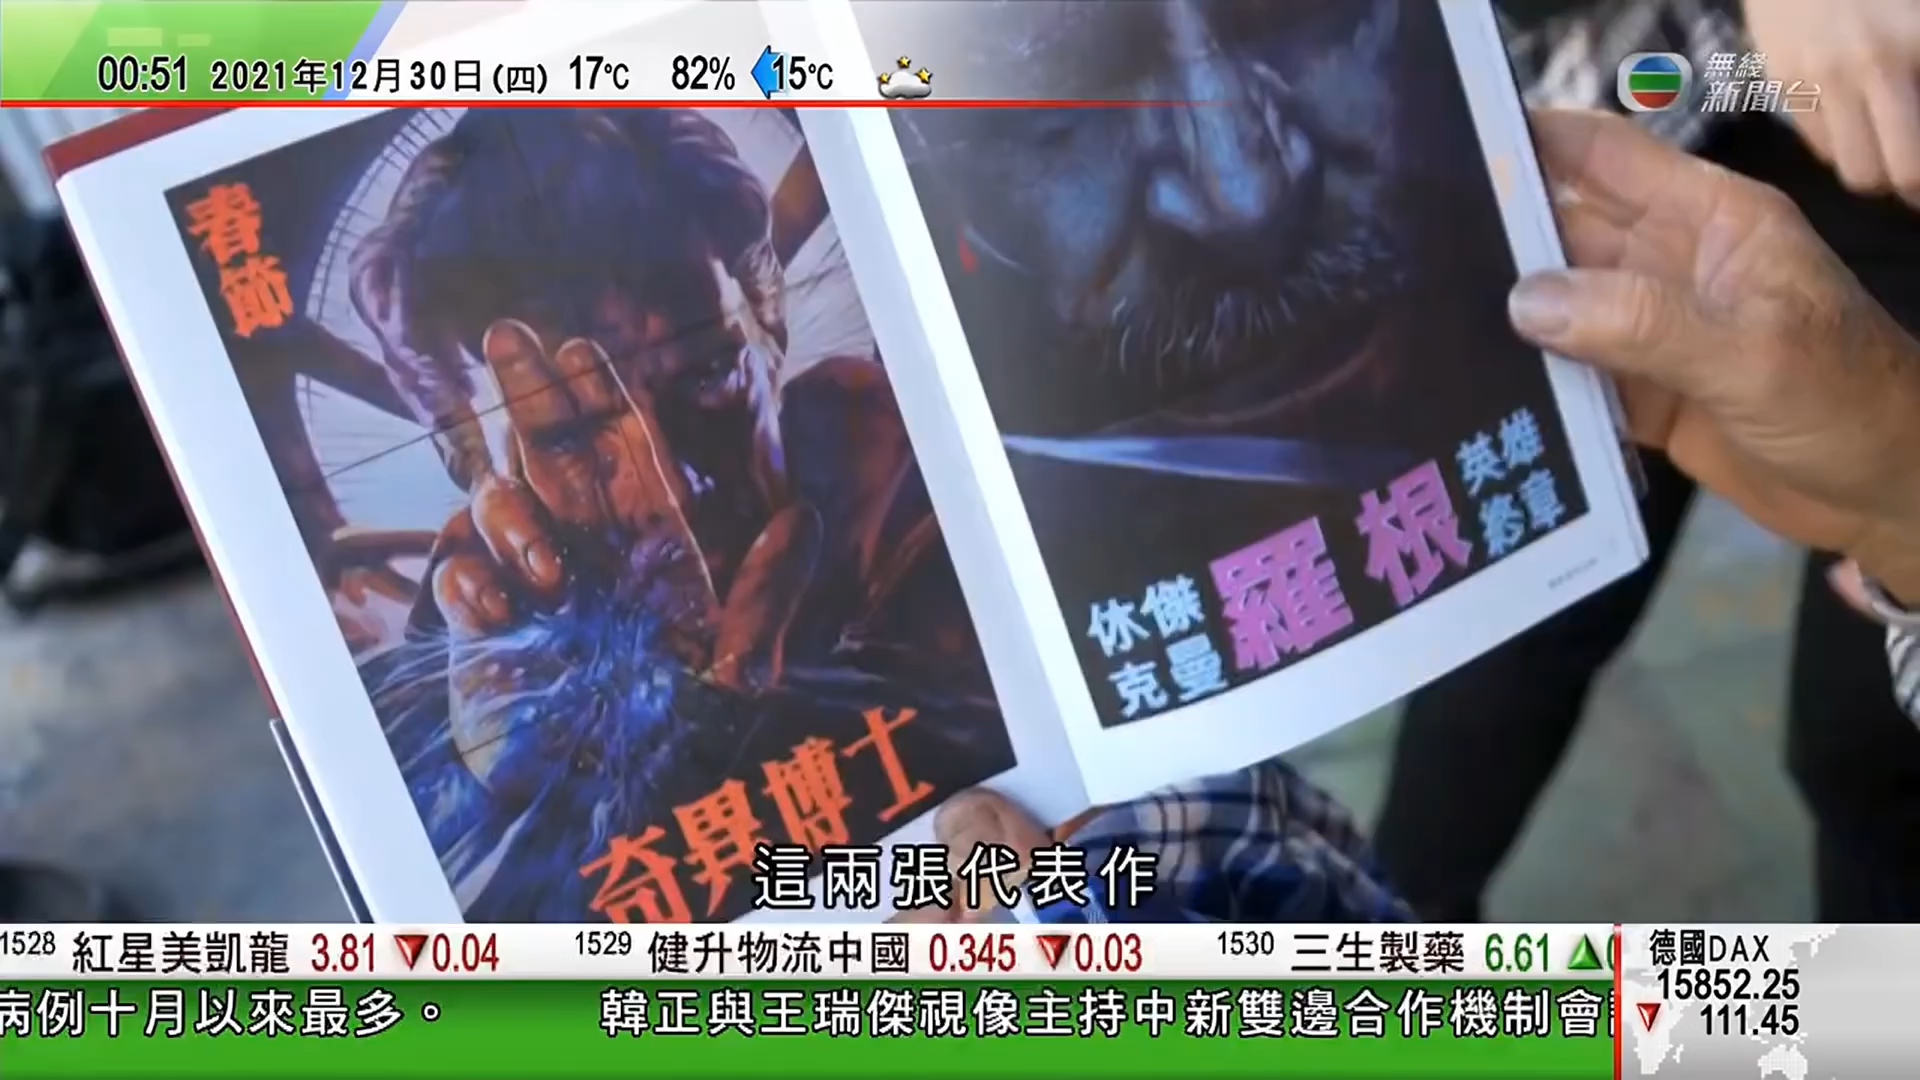 00:51 2021年12月30日(四) 17℃ 82% 15℃
無綫
新聞台
春節
奇異博士
休傑
克曼
羅根
英雄
終章
這兩張代表作
1528 紅星美凱龍 3.81 ▼0.04 1529 健升物流中國 0.345 ▼0.03 1530 三生製藥 6.61 ▲
德國DAX
15852.25
▼ 111.45
病例十月以來最多。 韓正與王瑞傑視像主持中新雙邊合作機制會